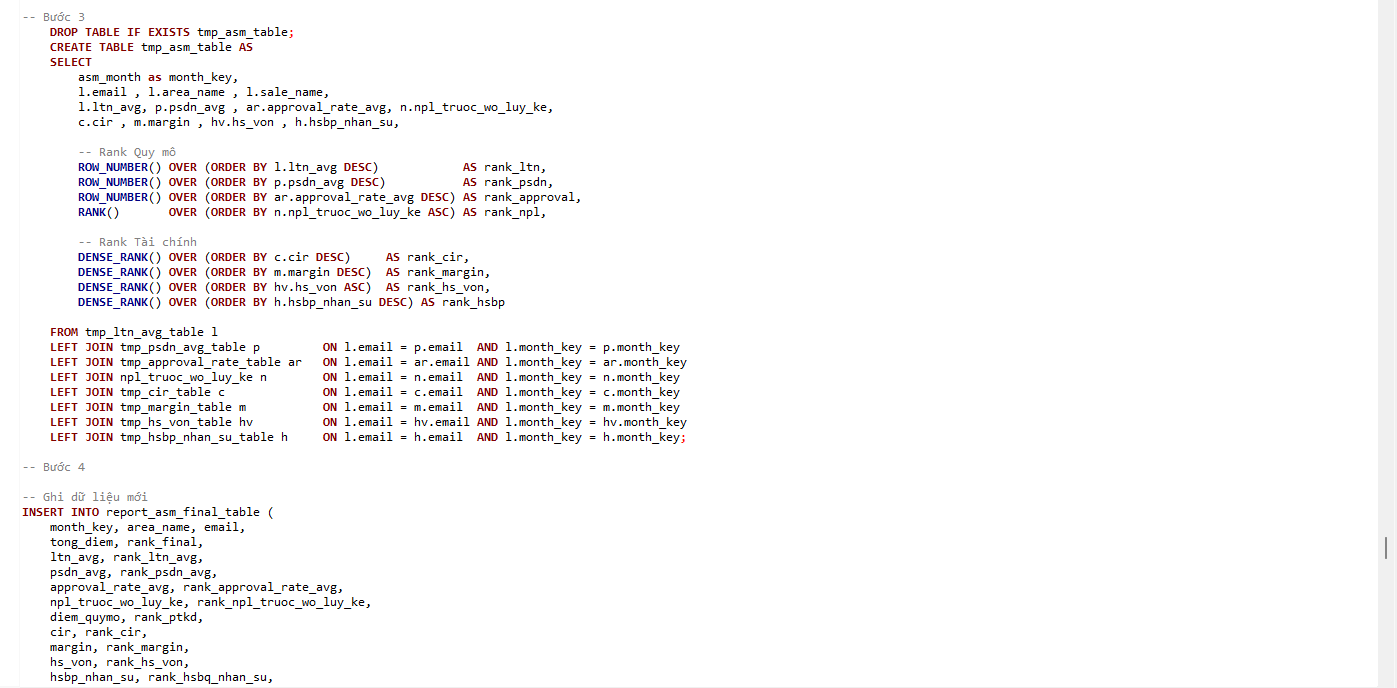 -- Bước 3
DROP TABLE IF EXISTS tmp_asm_table;
CREATE TABLE tmp_asm_table AS
SELECT
asm_month as month_key,
l.email , l.area_name , l.sale_name,
l.ltn_avg, p.psdn_avg , ar.approval_rate_avg, n.npl_truoc_wo_luy_ke,
c.cir , m.margin , hv.hs_von , h.hsbp_nhan_su,
-- Rank Quy mô
ROW_NUMBER() OVER (ORDER BY l.ltn_avg DESC) AS rank_ltn,
ROW_NUMBER() OVER (ORDER BY p.psdn_avg DESC) AS rank_psdn,
ROW_NUMBER() OVER (ORDER BY ar.approval_rate_avg DESC) AS rank_approval,
RANK() OVER (ORDER BY n.npl_truoc_wo_luy_ke ASC) AS rank_npl,
-- Rank Tài chính
DENSE_RANK() OVER (ORDER BY c.cir DESC) AS rank_cir,
DENSE_RANK() OVER (ORDER BY m.margin DESC) AS rank_margin,
DENSE_RANK() OVER (ORDER BY hv.hs_von ASC) AS rank_hs_von,
DENSE_RANK() OVER (ORDER BY h.hsbp_nhan_su DESC) AS rank_hsbp
FROM tmp_ltn_avg_table l
LEFT JOIN tmp_psdn_avg_table p ON l.email = p.email AND l.month_key = p.month_key
LEFT JOIN tmp_approval_rate_table ar ON l.email = ar.email AND l.month_key = ar.month_key
LEFT JOIN npl_truoc_wo_luy_ke n ON l.email = n.email AND l.month_key = n.month_key
LEFT JOIN tmp_cir_table c ON l.email = c.email AND l.month_key = c.month_key
LEFT JOIN tmp_margin_table m ON l.email = m.email AND l.month_key = m.month_key
LEFT JOIN tmp_hs_von_table hv ON l.email = hv.email AND l.month_key = hv.month_key
LEFT JOIN tmp_hsbp_nhan_su_table h ON l.email = h.email AND l.month_key = h.month_key;
-- Bước 4
-- Ghi dữ liệu mới
INSERT INTO report_asm_final_table (
month_key, area_name, email,
tong_diem, rank_final,
ltn_avg, rank_ltn_avg,
psdn_avg, rank_psdn_avg,
approval_rate_avg, rank_approval_rate_avg,
npl_truoc_wo_luy_ke, rank_npl_truoc_wo_luy_ke,
diem_quymo, rank_ptkd,
cir, rank_cir,
margin, rank_margin,
hs_von, rank_hs_von,
hsbp_nhan_su, rank_hsbq_nhan_su,